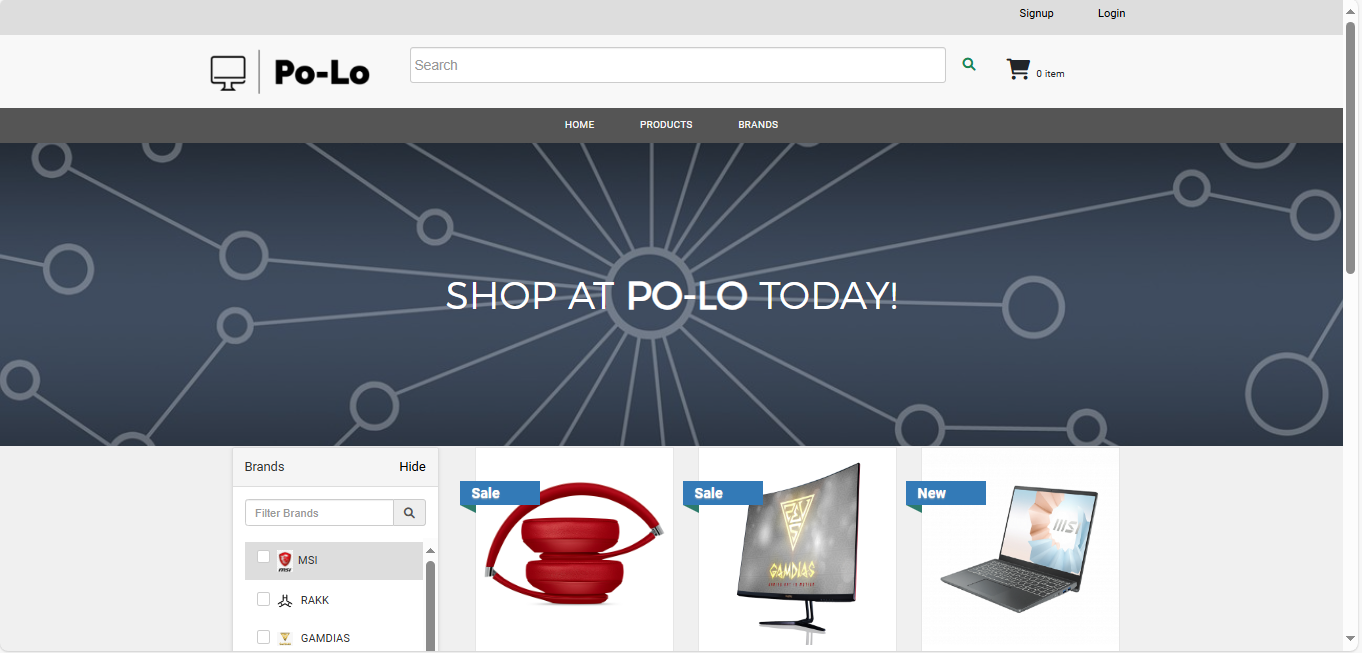 Signup Login
Po-Lo
Search
0 item
HOME PRODUCTS BRANDS
SHOP AT PO-LO TODAY!
Brands Hide
Filter Brands
MSI
RAKK
GAMDIAS
Sale
Sale
GAMDIAS
New
MSI